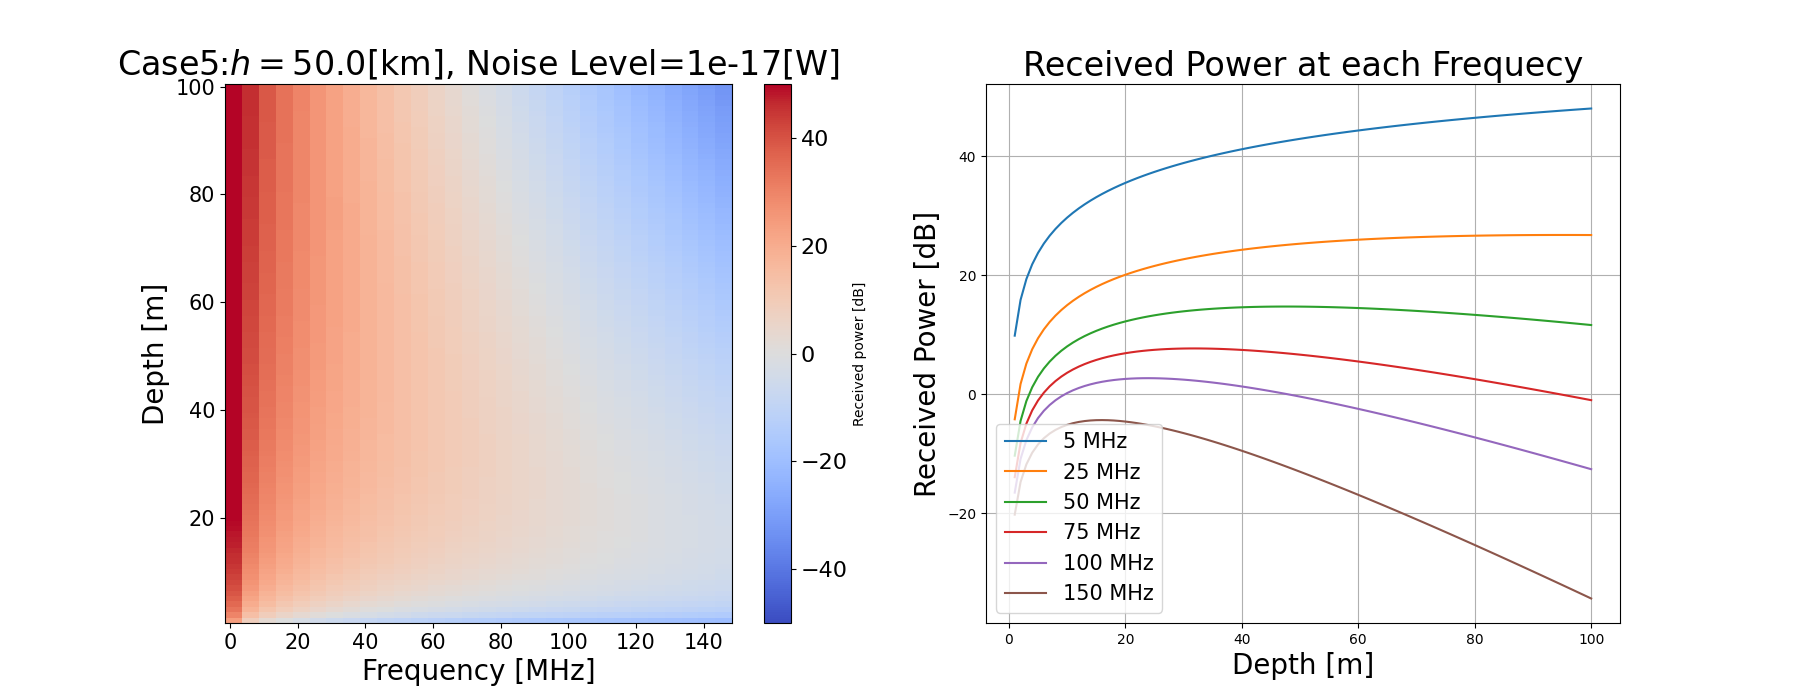 Case5:h = 50.0[km], Noise Level=1e-17[W]
100
80
60
40
20
Depth [m]
0 20 40 60 80 100 120 140
Frequency [MHz]
40
20
0
−20
−40
Received power [dB]
Received Power at each Frequecy
40
20
0
−20
Received Power [dB]
5 MHz
25 MHz
50 MHz
75 MHz
100 MHz
150 MHz
0 20 40 60 80 100
Depth [m]